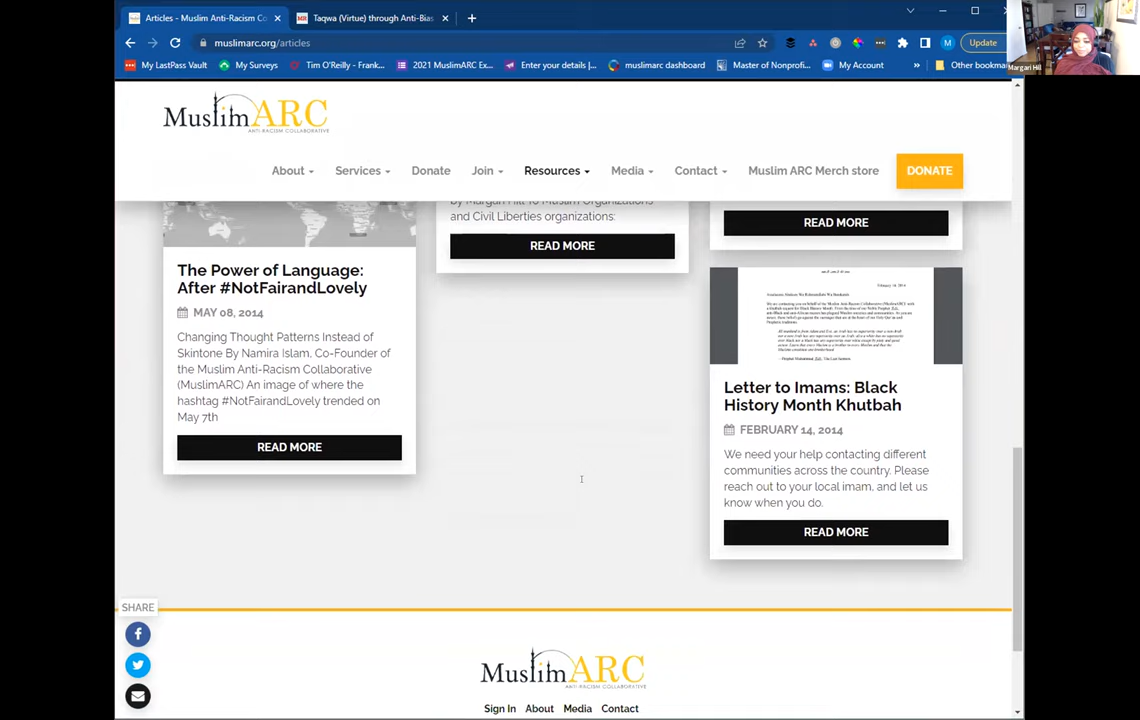 Articles - Muslim Anti-Racism Co
Taqwa (Virtue) through Anti-Bias
muslimarc.org/articles
Update
My LastPass Vault
My Surveys
Tim O'Reilly - Frank...
2021 MuslimARC Ex...
Enter your details |...
muslimarc dashboard
Master of Nonprofi...
My Account
»
Other bookma
Margari Hill
MuslimARC
ANTI-RACISM COLLABORATIVE
About
Services
Donate
Join
Resources
Media
Contact
Muslim ARC Merch store
DONATE
by Margari Hill To Muslim Organizations
and Civil Liberties organizations:
READ MORE
READ MORE
The Power of Language:
After #NotFairandLovely
MAY 08, 2014
Changing Thought Patterns Instead of
Skintone By Namira Islam, Co-Founder of
the Muslim Anti-Racism Collaborative
(MuslimARC) An image of where the
hashtag #NotFairandLovely trended on
May 7th
READ MORE
February 14, 2014
Letter to Imams: Black
History Month Khutbah
FEBRUARY 14, 2014
We need your help contacting different
communities across the country. Please
reach out to your local imam, and let us
know when you do.
READ MORE
SHARE
MuslimARC
ANTI-RACISM COLLABORATIVE
Sign In
About
Media
Contact